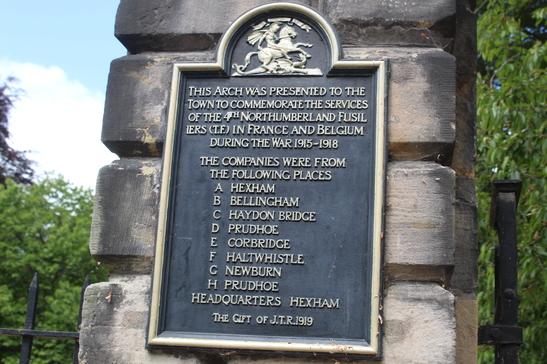 THIS ARCH WAS PRESENTED TO THE
TOWN TO COMMEMORATE THE SERVICES
OF THE 4TH NORTHUMBERLAND FUSIL
IERS (T.F.) IN FRANCE AND BELGIUM
DURING THE WAR 1915-1918
THE COMPANIES WERE FROM
THE FOLLOWING PLACES
A HEXHAM
B BELLINGHAM
C HAYDON BRIDGE
D PRUDHOE
E CORBRIDGE
F HALTWHISTLE
G NEWBURN
H PRUDHOE
HEADQUARTERS HEXHAM
THE GIFT OF J.T.R. 1919